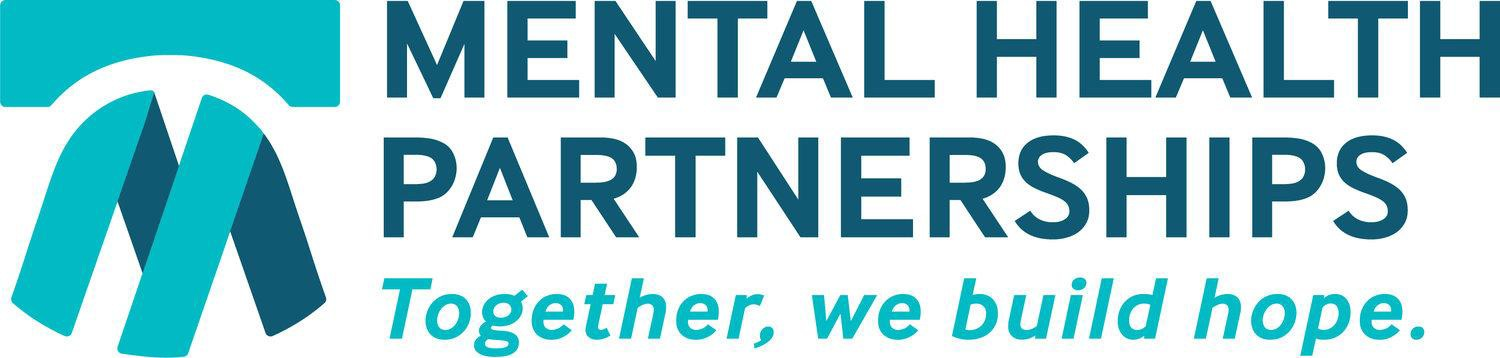 MENTAL HEALTH
PARTNERSHIPS
Together, we build hope.